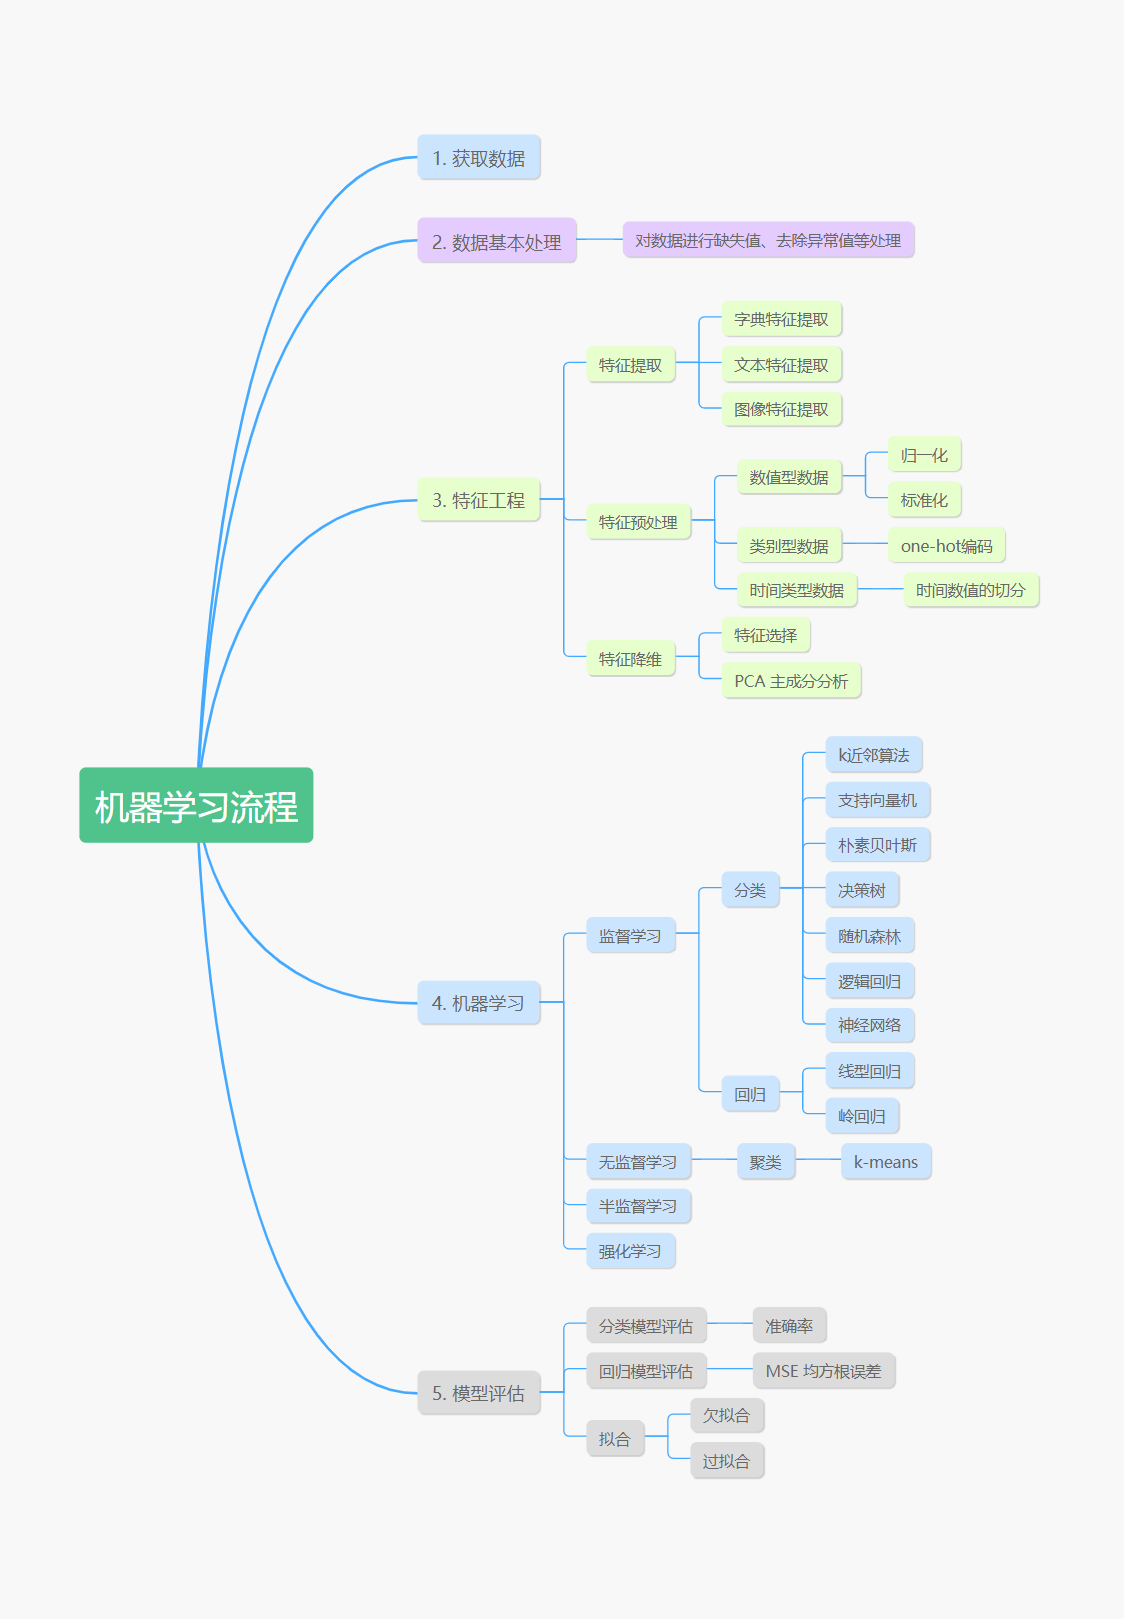 机器学习流程
1. 获取数据
2. 数据基本处理
对数据进行缺失值、去除异常值等处理
3. 特征工程
特征提取
字典特征提取
文本特征提取
图像特征提取
特征预处理
数值型数据
归一化
标准化
类别型数据
one-hot编码
时间类型数据
时间数值的切分
特征降维
特征选择
PCA 主成分分析
4. 机器学习
监督学习
分类
k近邻算法
支持向量机
朴素贝叶斯
决策树
随机森林
逻辑回归
神经网络
回归
线型回归
岭回归
无监督学习
聚类
k-means
半监督学习
强化学习
5. 模型评估
分类模型评估
准确率
回归模型评估
MSE 均方根误差
拟合
欠拟合
过拟合